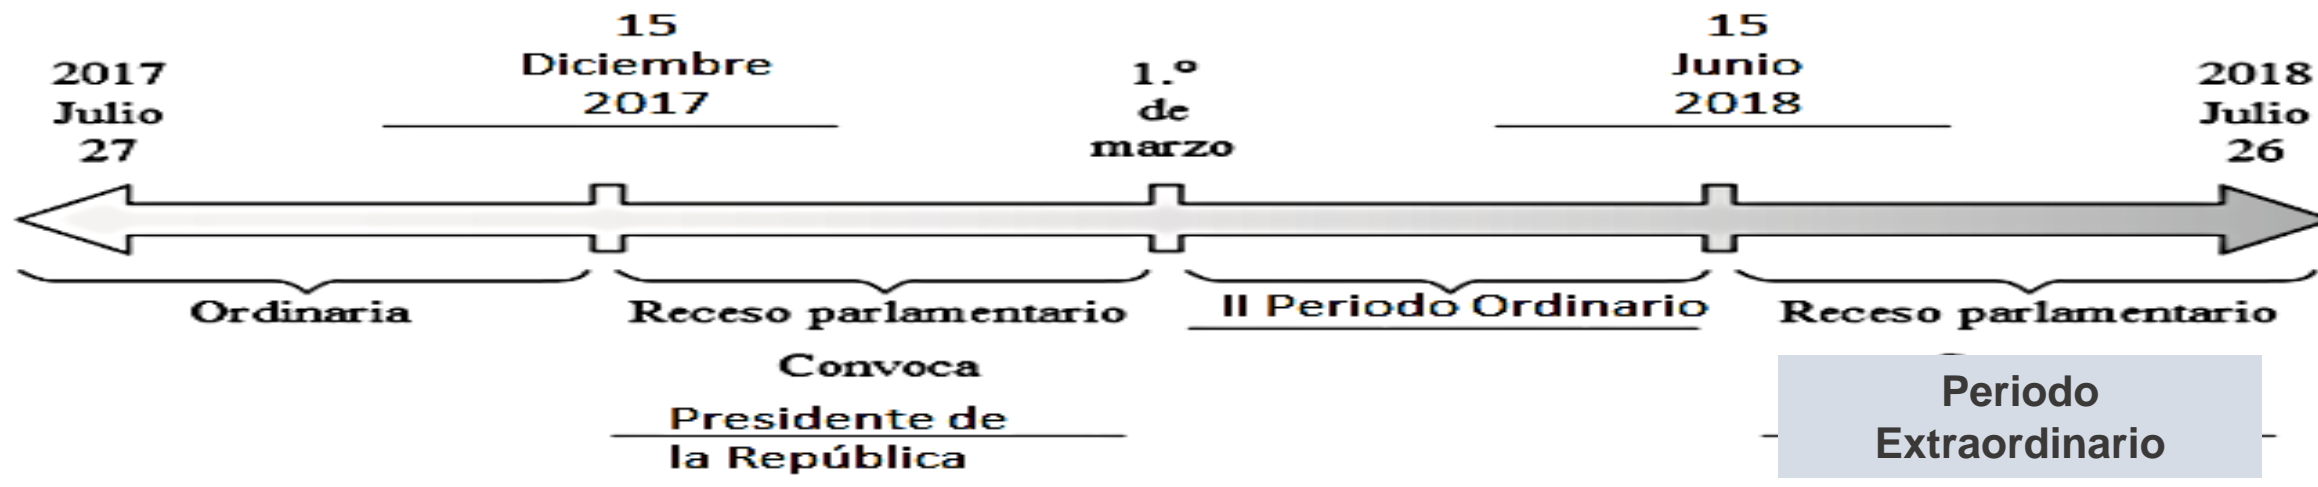 2017
Julio
27
15
Diciembre
2017
1.º
de
marzo
15
Junio
2018
2018
Julio
26
Ordinaria
Receso parlamentario
Convoca
Presidente de
la República
II Periodo Ordinario
Receso parlamentario
Periodo
Extraordinario